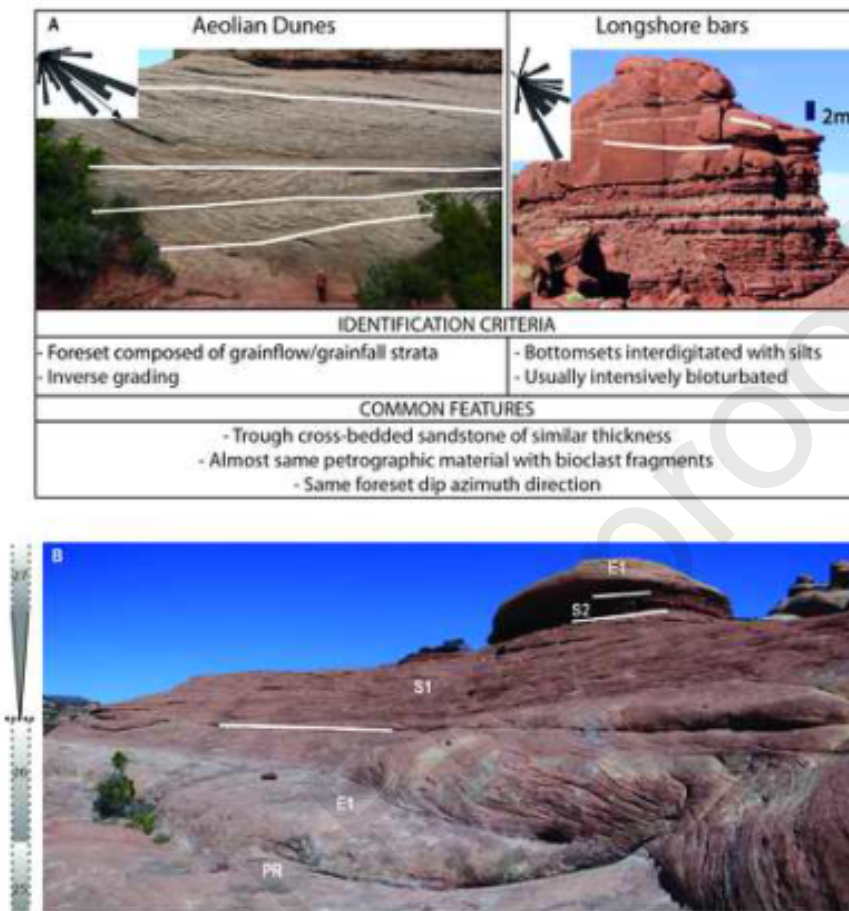 A
Aeolian Dunes
Longshore bars
2m
IDENTIFICATION CRITERIA
- Foreset composed of grainflow/grainfall strata
- Inverse grading
- Bottomsets interdigitated with silts
- Usually intensively bioturbated
COMMON FEATURES
- Trough cross-bedded sandstone of similar thickness
- Almost same petrographic material with bioclast fragments
- Same foreset dip azimuth direction
B
27
E1
S2
S1
26
E1
PR
25